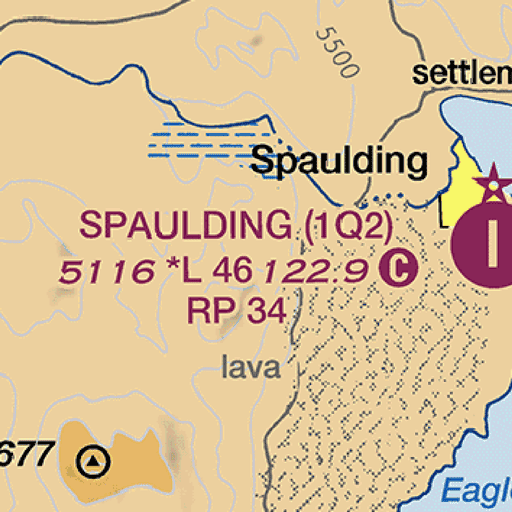 5500
settlem
Spaulding
SPAULDING (1Q2)
5116 *L 46 122.9 C
RP 34
lava
677
Eagle